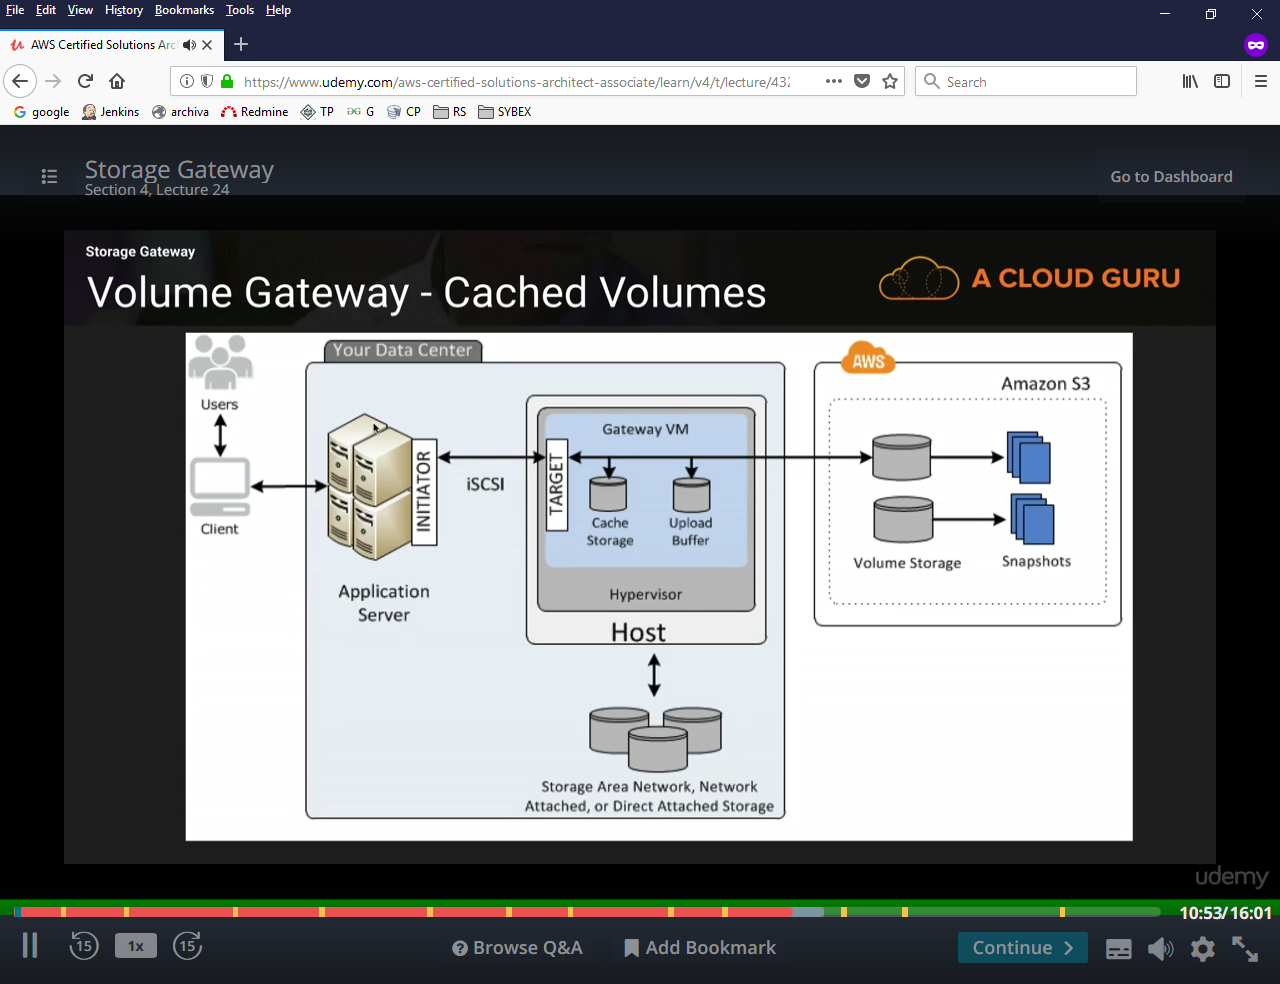 File Edit View History Bookmarks Tools Help
AWS Certified Solutions Arc
https://www.udemy.com/aws-certified-solutions-architect-associate/learn/v4/t/lecture/432
Search
google Jenkins archiva Redmine TP G CP RS SYBEX
Storage Gateway
Section 4, Lecture 24
Go to Dashboard
Storage Gateway
Volume Gateway - Cached Volumes
A CLOUD GURU
Users
Client
Your Data Center
Application
Server
INITIATOR
iSCSI
TARGET
Gateway VM
Cache
Storage
Upload
Buffer
Hypervisor
Host
Storage Area Network, Network
Attached, or Direct Attached Storage
AWS
Amazon S3
Volume Storage
Snapshots
udemy
10:53/16:01
15
1x
15
Browse Q&A
Add Bookmark
Continue